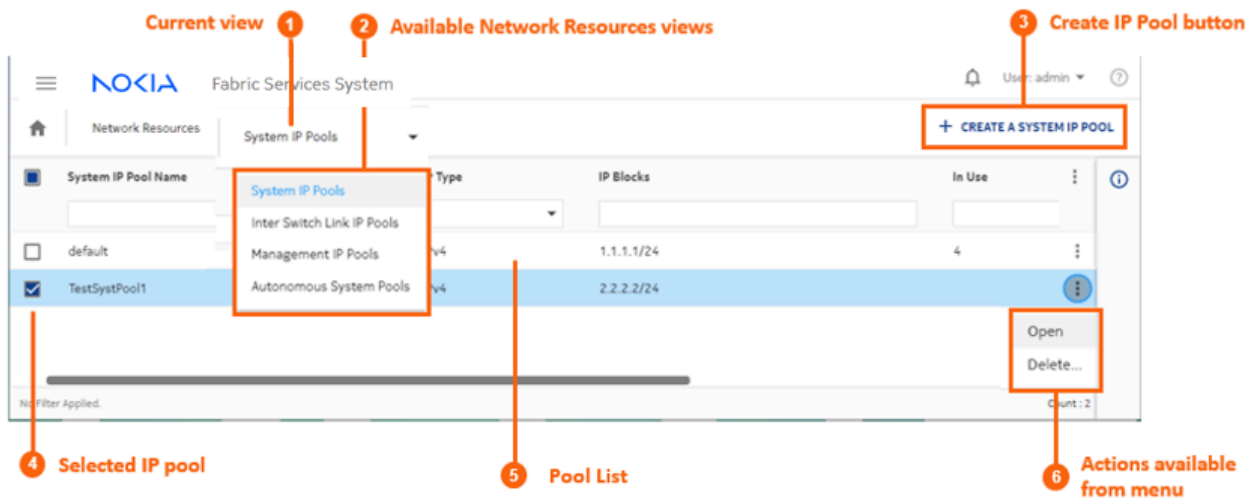 Current view 1 2 Available Network Resources views 3 Create IP Pool button
NOKIA Fabric Services System User: admin ?
Network Resources System IP Pools + CREATE A SYSTEM IP POOL
System IP Pool Name Type IP Blocks In Use
System IP Pools
Inter Switch Link IP Pools
default Management IP Pools v4 1.1.1.1/24 4
TestSystPool1 Autonomous System Pools v4 2.2.2.2/24
Open
Delete...
No Filter Applied. Count : 2
4 Selected IP pool 5 Pool List 6 Actions available
from menu